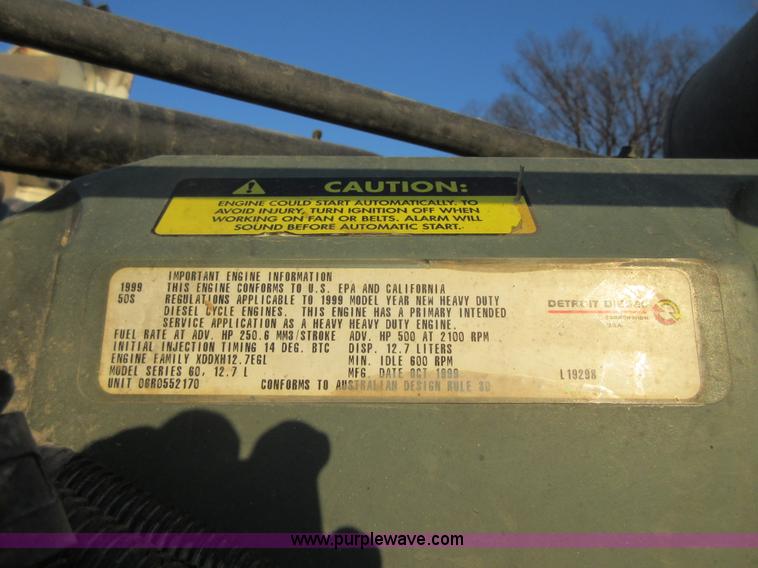 CAUTION:
ENGINE COULD START AUTOMATICALLY. TO
AVOID INJURY, TURN IGNITION OFF WHEN
WORKING ON FAN OR BELTS. ALARM WILL
SOUND BEFORE AUTOMATIC START.
IMPORTANT ENGINE INFORMATION
1999 THIS ENGINE CONFORMS TO U.S. EPA AND CALIFORNIA
50S REGULATIONS APPLICABLE TO 1999 MODEL YEAR NEW HEAVY DUTY
DIESEL CYCLE ENGINES. THIS ENGINE HAS A PRIMARY INTENDED
SERVICE APPLICATION AS A HEAVY HEAVY DUTY ENGINE.
FUEL RATE AT ADV. HP 250.6 MM3/STROKE ADV. HP 500 AT 2100 RPM
INITIAL INJECTION TIMING 14 DEG. BTC DISP. 12.7 LITERS
ENGINE FAMILY XDDXH12.7EGL MIN. IDLE 600 RPM
MODEL SERIES 60, 12.7 L MFG. DATE OCT 1999
UNIT 06R0552170 CONFORMS TO AUSTRALIAN DESIGN RULE 30
DETROIT DIESEL
CORPORATION
USA
L19298
www.purplewave.com